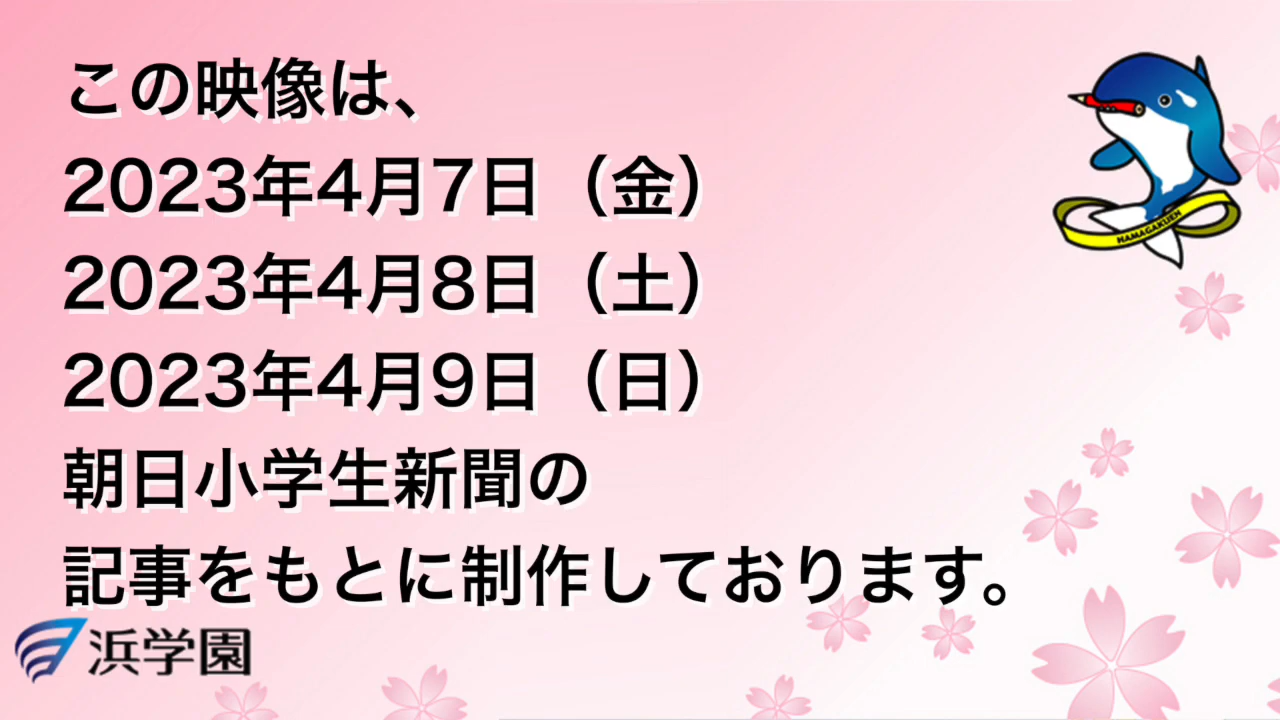 この映像は、
2023年4月7日（金）
2023年4月8日（土）
2023年4月9日（日）
朝日小学生新聞の
記事をもとに制作しております。
浜学園
HAMAGAKUEN